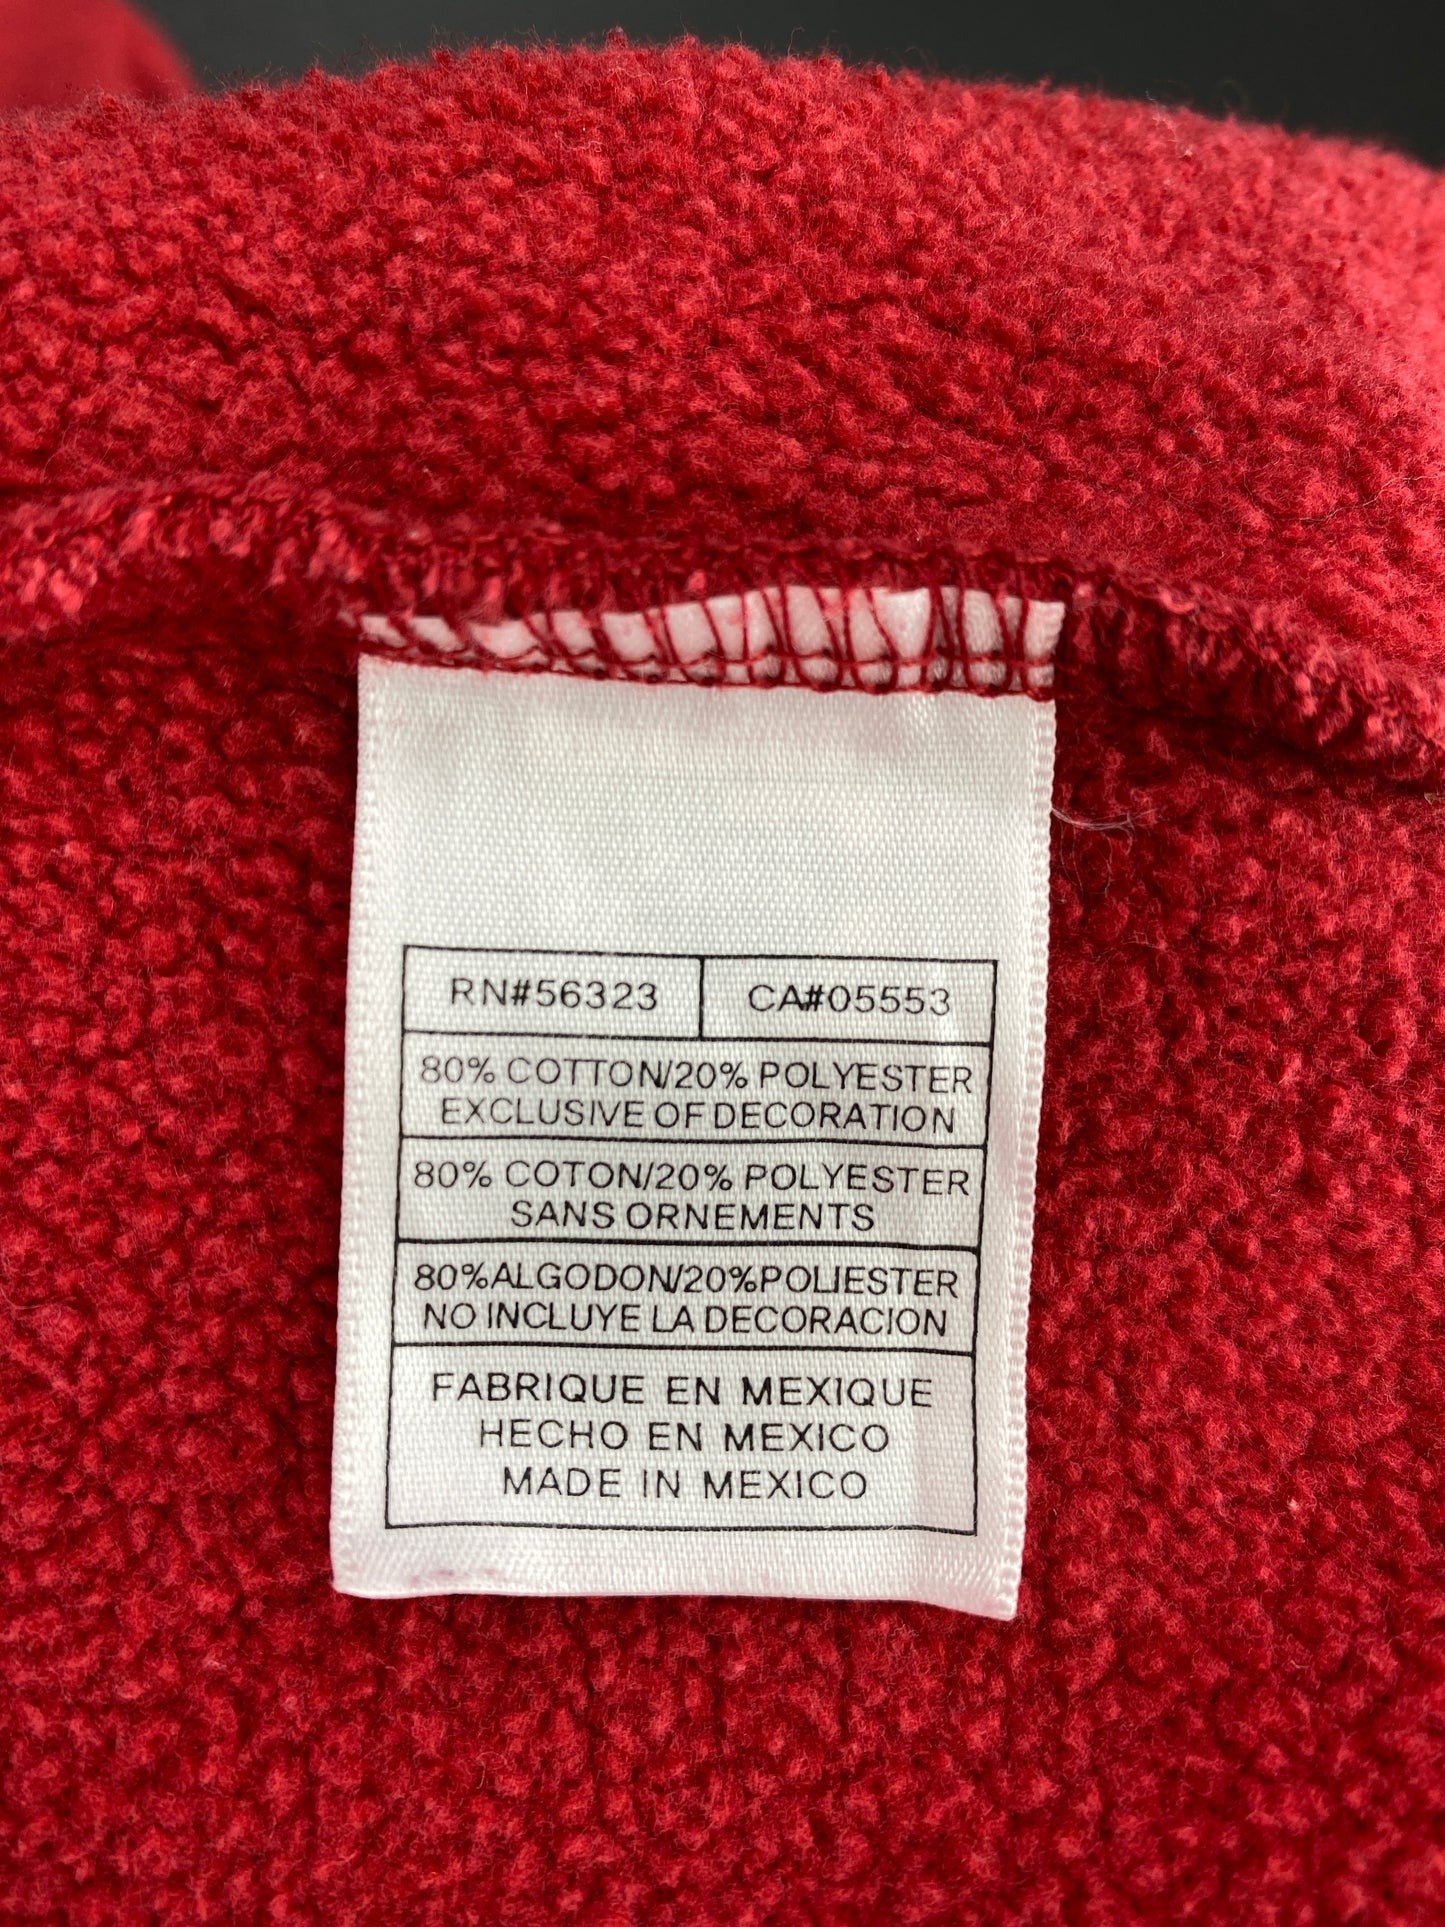 RN#56323 CA#05553
80% COTTON/20% POLYESTER
EXCLUSIVE OF DECORATION
80% COTON/20% POLYESTER
SANS ORNEMENTS
80% ALGODON/20% POLIESTER
NO INCLUYE LA DECORACION
FABRIQUE EN MEXIQUE
HECHO EN MEXICO
MADE IN MEXICO